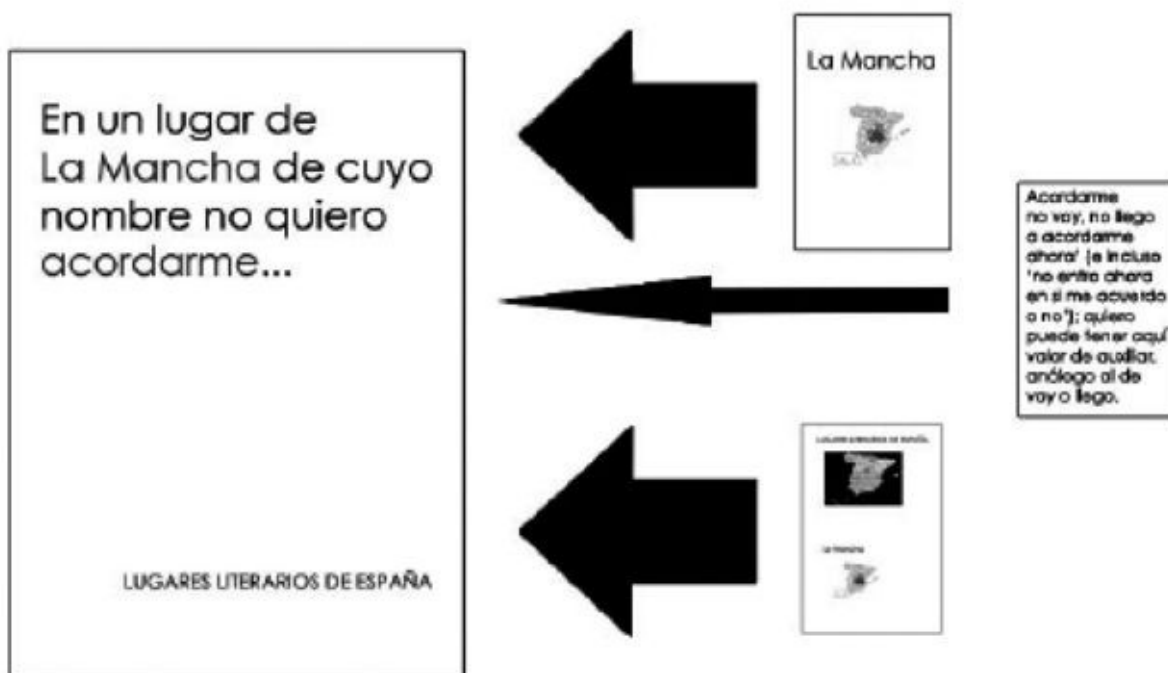 En un lugar de
La Mancha de cuyo
nombre no quiero
acordarme...
LUGARES LITERARIOS DE ESPAÑA
La Mancha
Acordarme
no voy, no llego
a acordarme
ahora' (e incluso
'no entro ahora
en si me acuerdo
o no'); quiero
puede tener aquí
valor de auxiliar,
análogo al de
voy o llego.
LUGARES LITERARIOS DE ESPAÑA
La Mancha